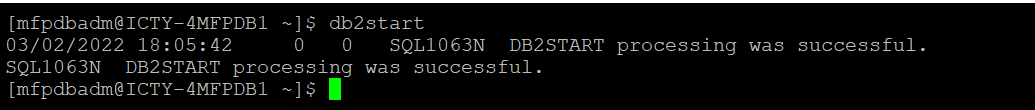 [mfpdbadm@ICTY-4MFPDB1 ~]$ db2start
03/02/2022 18:05:42     0   0   SQL1063N  DB2START processing was successful.
SQL1063N  DB2START processing was successful.
[mfpdbadm@ICTY-4MFPDB1 ~]$